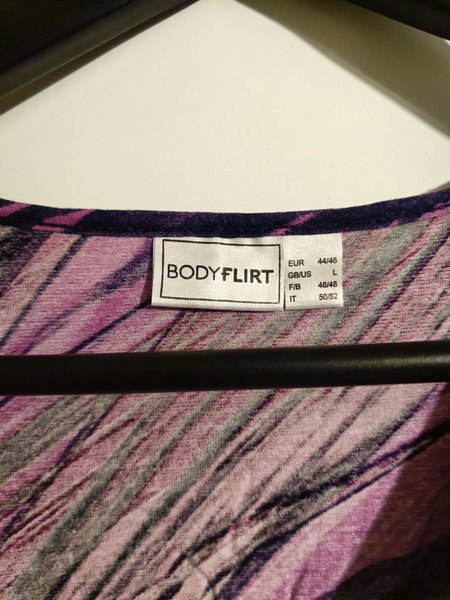 BODYFLIRT
EUR 44/46
GB/US L
F/B 46/48
IT 50/52